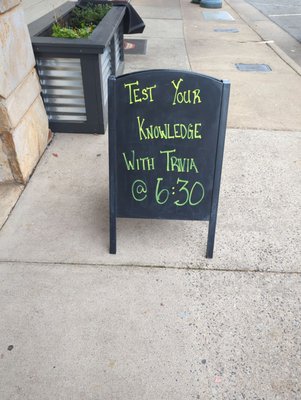 Test Your
Knowledge
With Trivia
@ 6:30